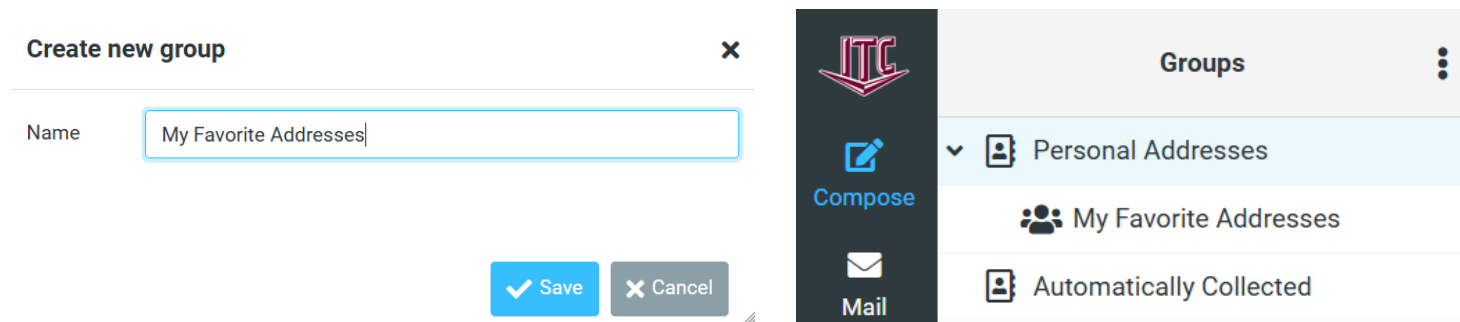 Create new group
Name
My Favorite Addresses
Save
Cancel
ITC
Groups
Compose
Mail
Personal Addresses
My Favorite Addresses
Automatically Collected